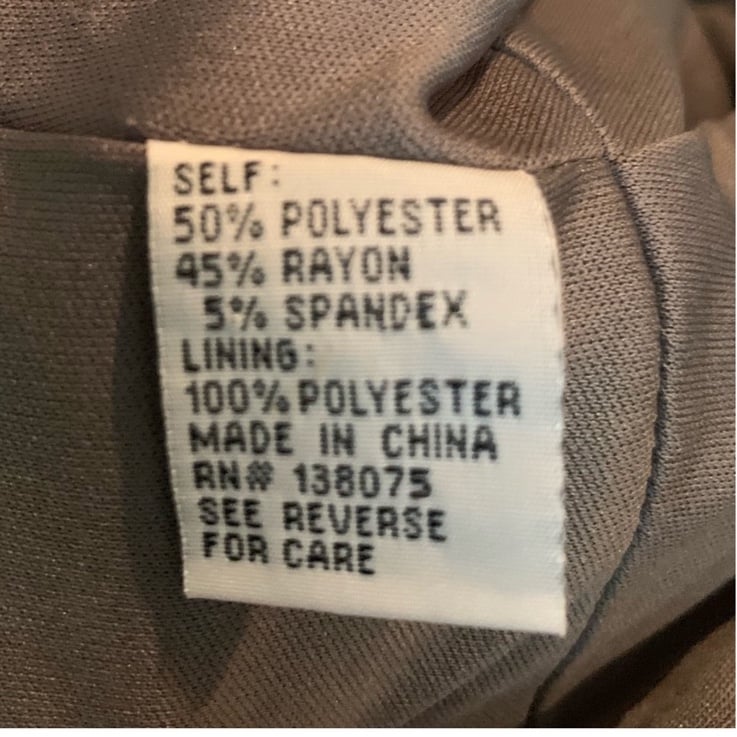 SELF:
50% POLYESTER
45% RAYON
5% SPANDEX
LINING:
100% POLYESTER
MADE IN CHINA
RN# 138075
SEE REVERSE
FOR CARE